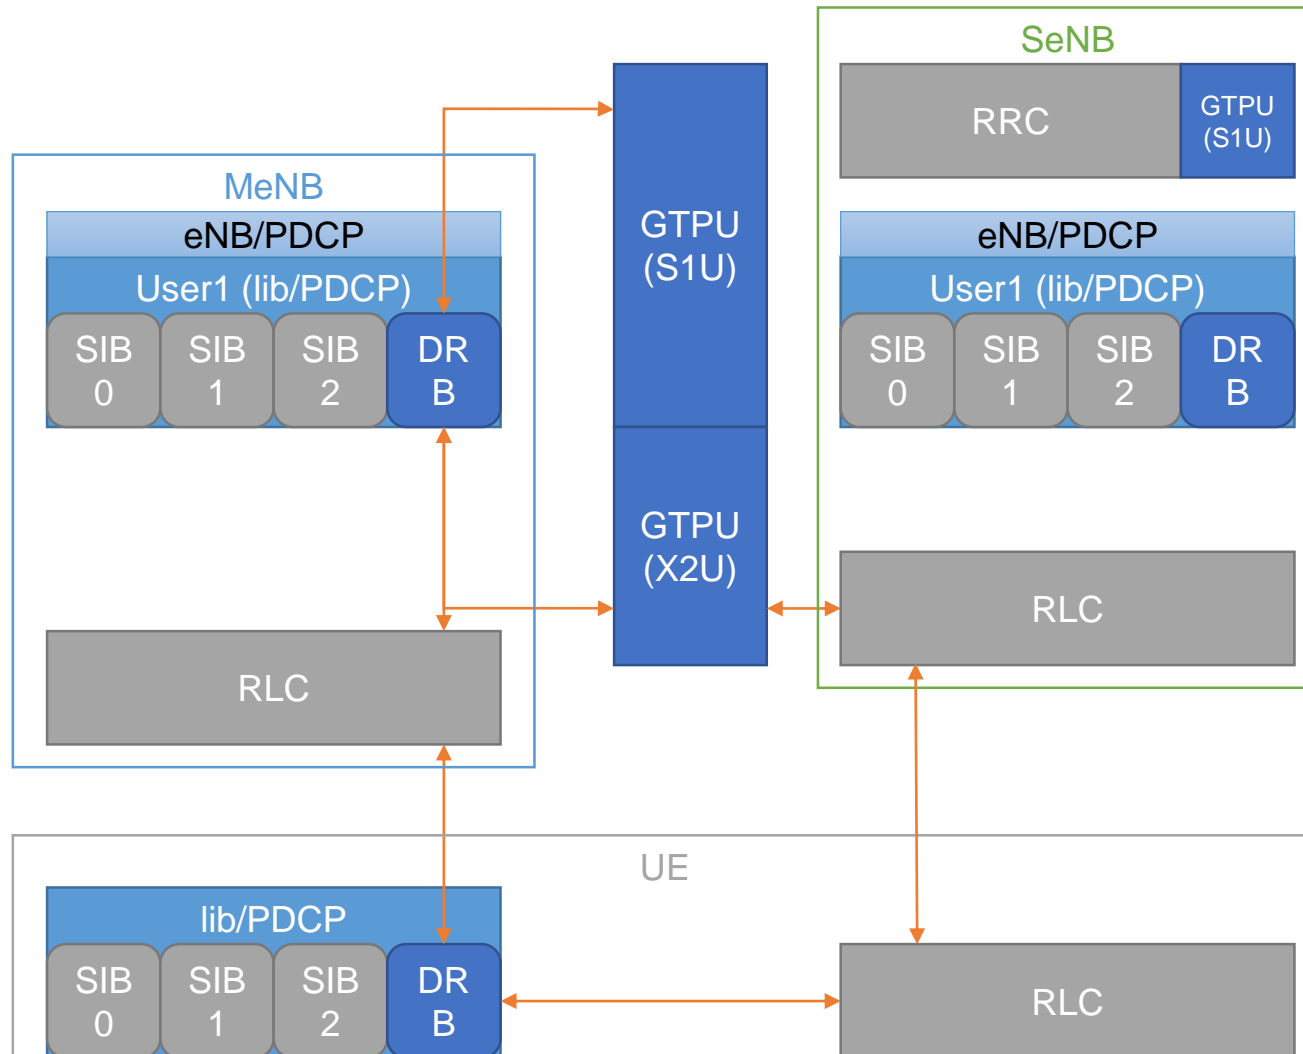 SeNB
RRC
GTPU
(S1U)
MeNB
eNB/PDCP
User1 (lib/PDCP)
SIB
0
SIB
1
SIB
2
DR
B
GTPU
(S1U)
GTPU
(X2U)
eNB/PDCP
User1 (lib/PDCP)
SIB
0
SIB
1
SIB
2
DR
B
RLC
RLC
UE
lib/PDCP
SIB
0
SIB
1
SIB
2
DR
B
RLC